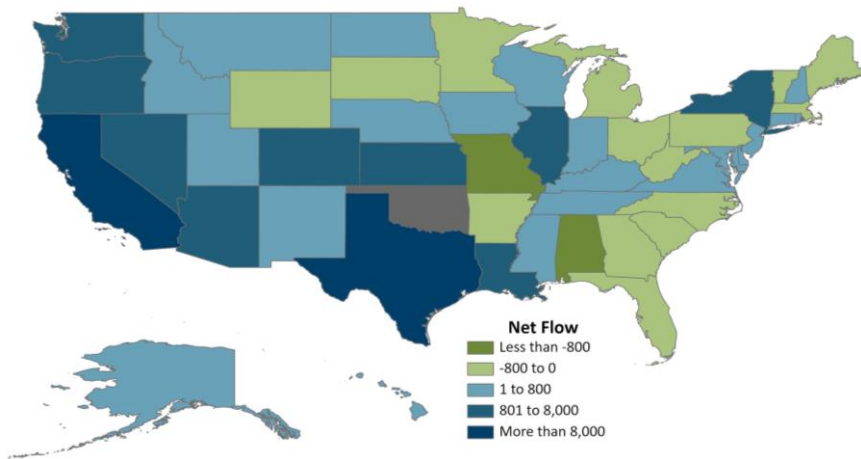 Net Flow
Less than -800
-800 to 0
1 to 800
801 to 8,000
More than 8,000